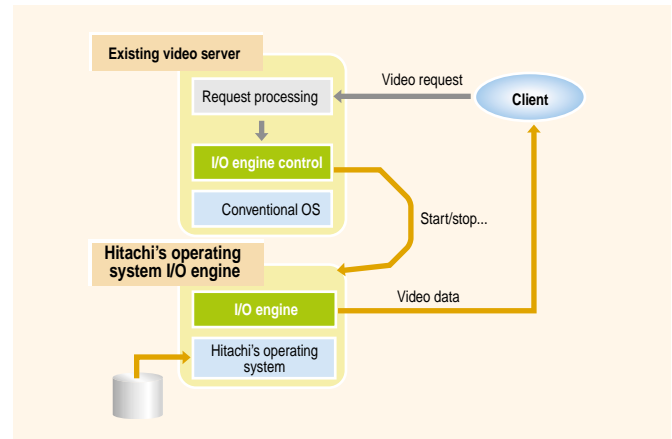 Existing video server
Request processing
Video request
Client
I/O engine control
Conventional OS
Start/stop...
Hitachi's operating
system I/O engine
I/O engine
Video data
Hitachi's operating
system